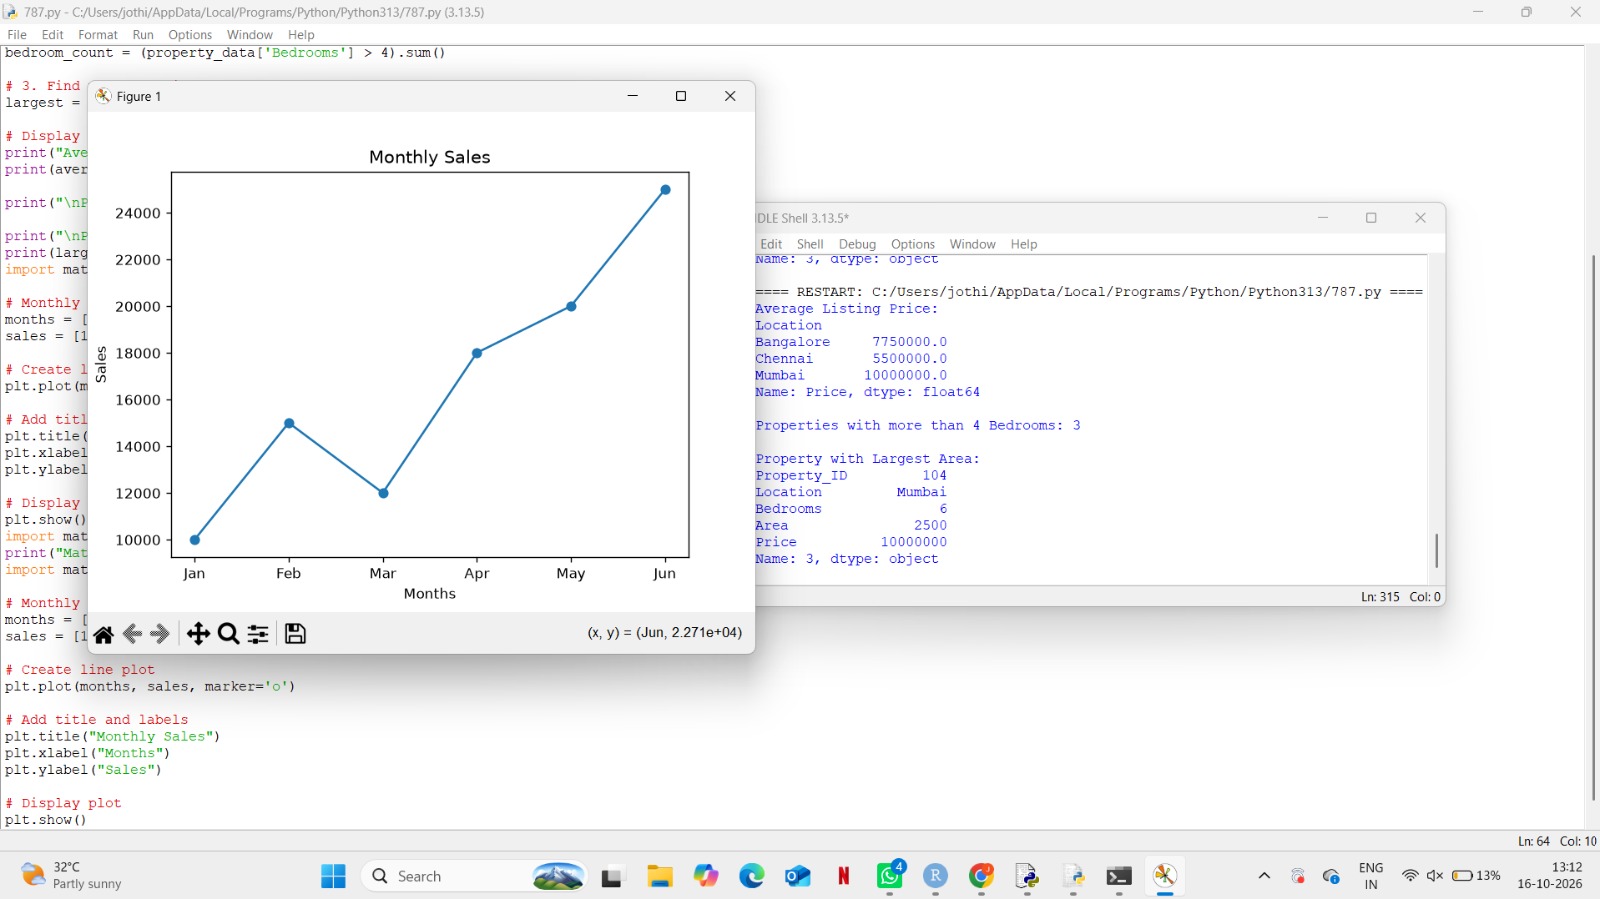 787.py - C:/Users/jothi/AppData/Local/Programs/Python/Python313/787.py (3.13.5)
File Edit Format Run Options Window Help
bedroom_count = (property_data['Bedrooms'] > 4).sum()
# 3. Find
largest =
# Display
print("Ave
print(aver
print("\nP
print("\nP
print(larg
import mat
# Monthly
months = [
sales = [1
# Create l
plt.plot(m
# Add titl
plt.title(
plt.xlabel
plt.ylabel
# Display
plt.show()
import mat
print("Mat
import mat
# Monthly
months = [
sales = [1
# Create line plot
plt.plot(months, sales, marker='o')
# Add title and labels
plt.title("Monthly Sales")
plt.xlabel("Months")
plt.ylabel("Sales")
# Display plot
plt.show()
Ln: 64 Col: 10
Figure 1
Monthly Sales
24000
22000
20000
18000
16000
14000
12000
10000
Sales
Jan Feb Mar Apr May Jun
Months
(x, y) = (Jun, 2.271e+04)
IDLE Shell 3.13.5*
Edit Shell Debug Options Window Help
Name: 3, dtype: object
==== RESTART: C:/Users/jothi/AppData/Local/Programs/Python/Python313/787.py ====
Average Listing Price:
Location
Bangalore 7750000.0
Chennai 5500000.0
Mumbai 10000000.0
Name: Price, dtype: float64
Properties with more than 4 Bedrooms: 3
Property with Largest Area:
Property_ID 104
Location Mumbai
Bedrooms 6
Area 2500
Price 10000000
Name: 3, dtype: object
Ln: 315 Col: 0
32°C
Partly sunny
Search
N
4
R
ENG
IN
13%
13:12
16-10-2026